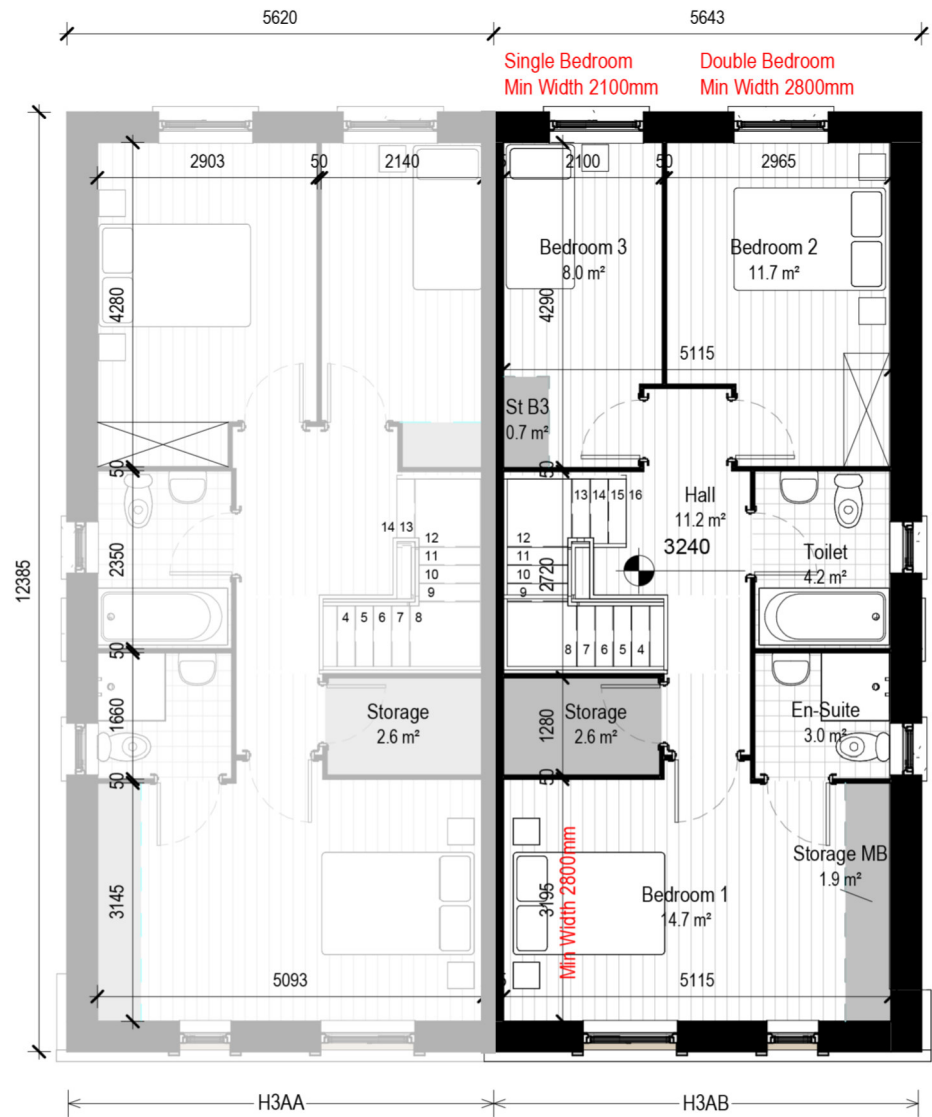 5620
5643
Single Bedroom
Min Width 2100mm
Double Bedroom
Min Width 2800mm
2903
50
2140
2100
50
2965
Bedroom 3
8.0 m²
Bedroom 2
11.7 m²
4280
4290
5115
St B3
0.7 m²
50
50
13 14 15 16
Hall
11.2 m²
3240
14 13
12
11
10
9
12
11
10
9
2350
2720
Toilet
4.2 m²
12385
4 5 6 7 8
8 7 6 5 4
50
50
1660
Storage
2.6 m²
1280
Storage
2.6 m²
En-Suite
3.0 m²
50
50
Storage MB
1.9 m²
3145
3195
Min Width 2800mm
Bedroom 1
14.7 m²
5093
5115
H3AA
H3AB